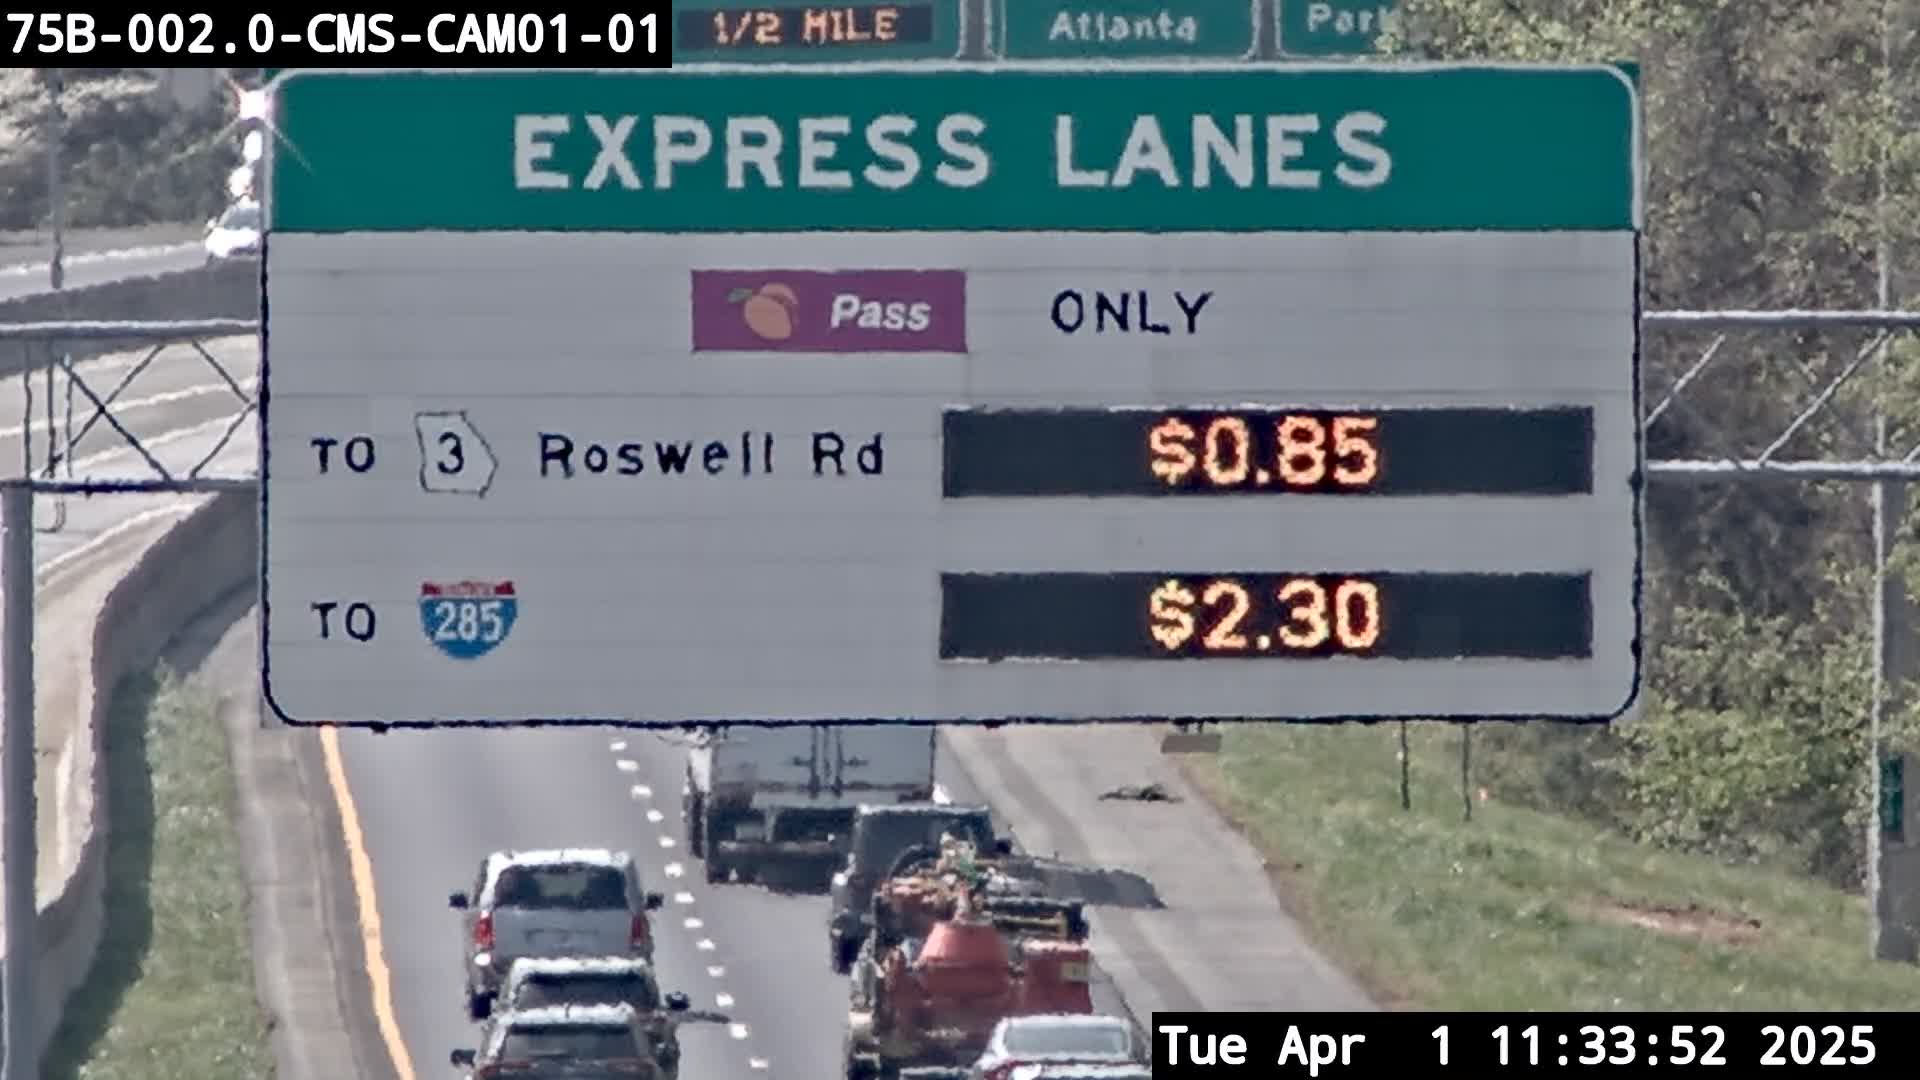 75B-002.0-CMS-CAM01-01
1/2 MILE
Atlanta
Park
EXPRESS LANES
Pass ONLY
TO 3 Roswell Rd $0.85
TO 285 $2.30
Tue Apr 1 11:33:52 2025